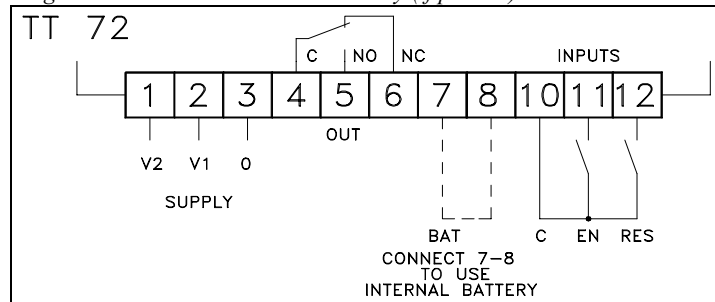 TT 72
C NO NC INPUTS
1 2 3 4 5 6 7 8 10 11 12
OUT
V2 V1 0
SUPPLY
BAT C EN RES
CONNECT 7-8
TO USE
INTERNAL BATTERY